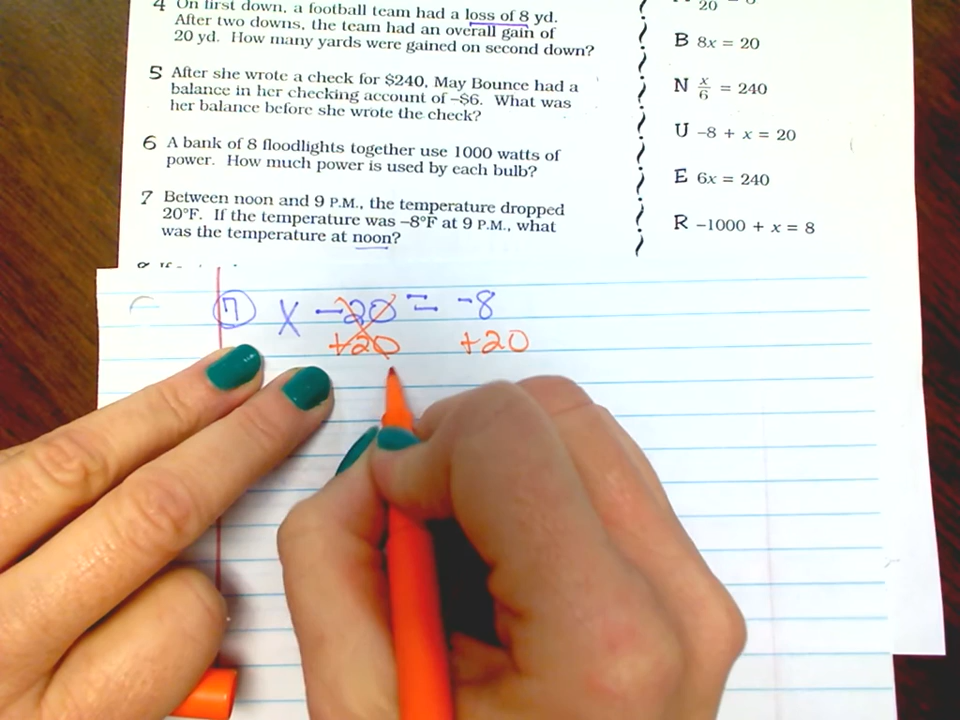 4 On first down, a football team had a loss of 8 yd.
After two downs, the team had an overall gain of
20 yd. How many yards were gained on second down?
5 After she wrote a check for $240, May Bounce had a
balance in her checking account of –$6. What was
her balance before she wrote the check?
6 A bank of 8 floodlights together use 1000 watts of
power. How much power is used by each bulb?
7 Between noon and 9 P.M., the temperature dropped
20°F. If the temperature was –8°F at 9 P.M., what
was the temperature at noon?
20
B 8x = 20
N x/6 = 240
U –8 + x = 20
E 6x = 240
R –1000 + x = 8
7 x - 20 = -8
+20 +20